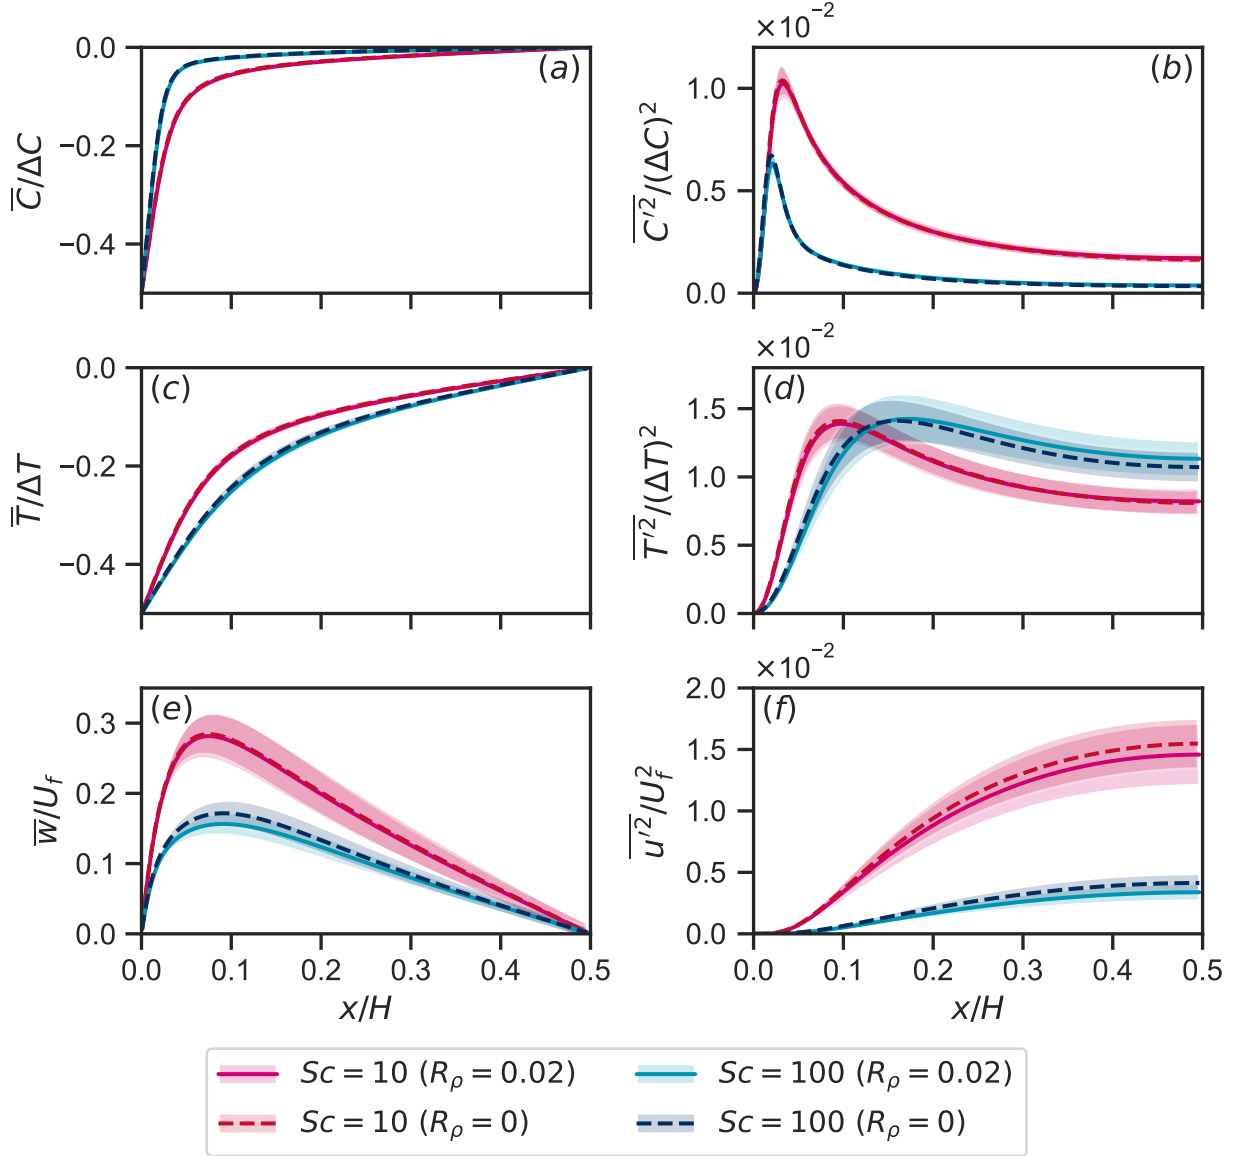 ×10⁻²
0.0
−0.2
−0.4
C̅/ΔC
(a)
1.0
0.5
0.0
C′²/(ΔC)²
(b)
×10⁻²
0.0
−0.2
−0.4
T̅/ΔT
(c)
1.5
1.0
0.5
0.0
T′²/(ΔT)²
(d)
×10⁻²
0.3
0.2
0.1
0.0
w̅/U_f
(e)
0.0 0.1 0.2 0.3 0.4 0.5
x/H
2.0
1.5
1.0
0.5
0.0
u′²/U_f²
(f)
0.0 0.1 0.2 0.3 0.4 0.5
x/H
Sc = 10 (R_ρ = 0.02)
Sc = 10 (R_ρ = 0)
Sc = 100 (R_ρ = 0.02)
Sc = 100 (R_ρ = 0)